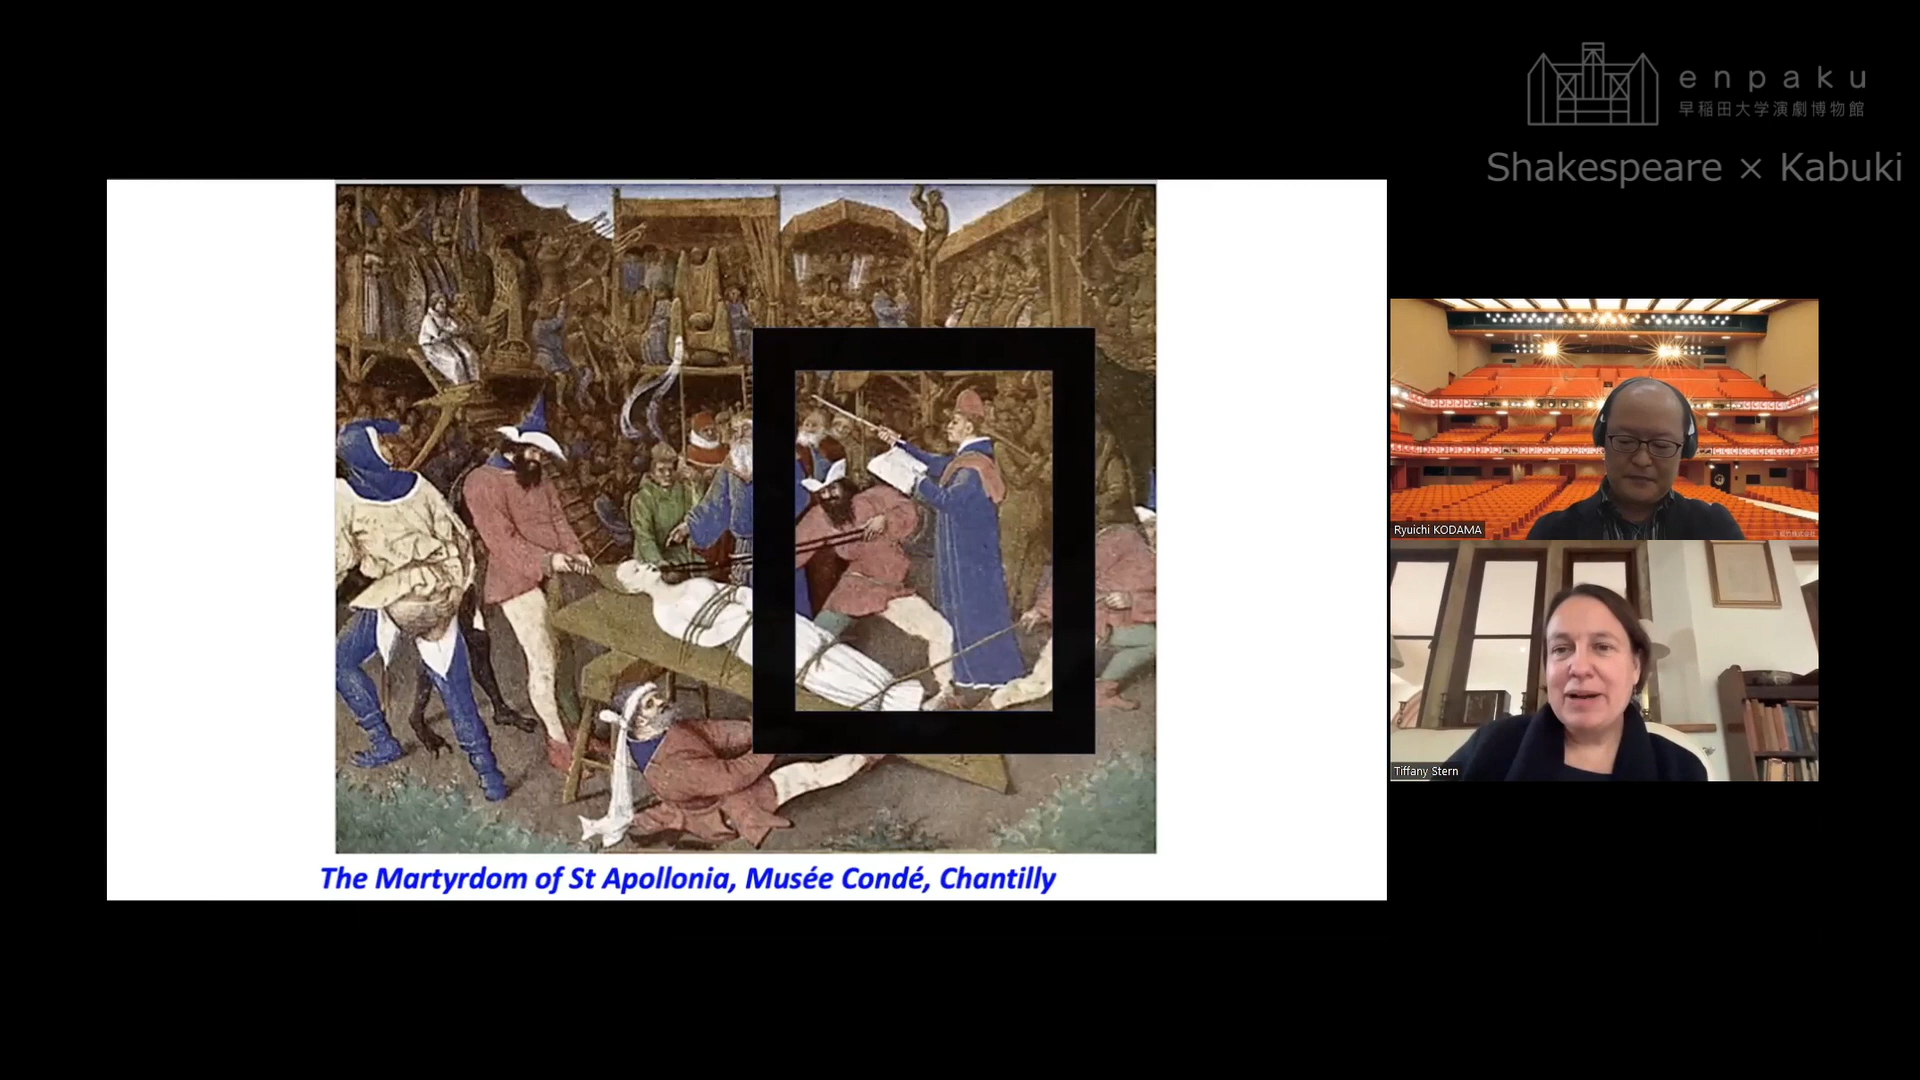 enpaku
早稲田大学演劇博物館
Shakespeare × Kabuki
Ryuichi KODAMA
Tiffany Stern
The Martyrdom of St Apollonia, Musée Condé, Chantilly